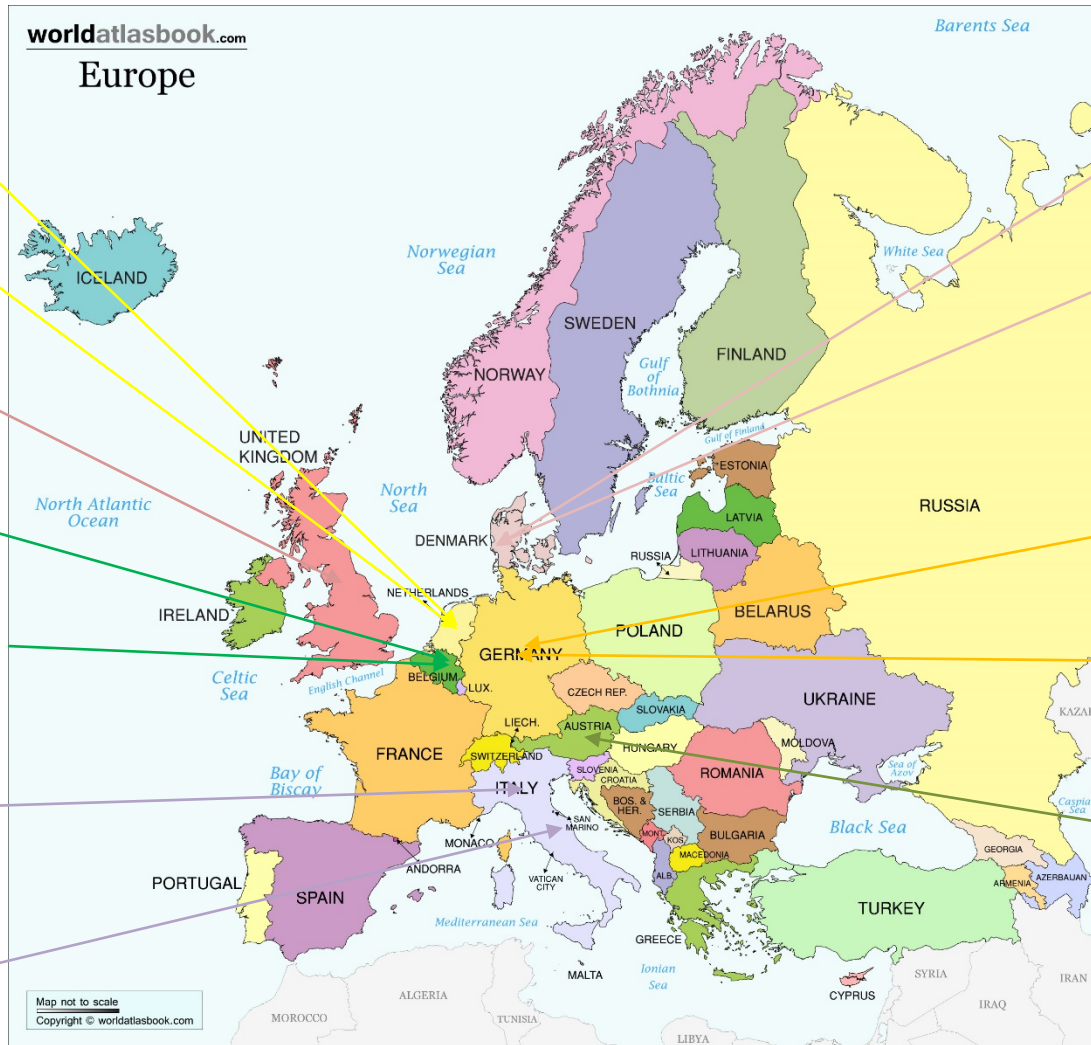 worldatlasbook.com
Europe
Barents Sea
Norwegian
Sea
White Sea
ICELAND
SWEDEN
FINLAND
NORWAY
Gulf
of
Bothnia
Gulf of Finland
UNITED
KINGDOM
ESTONIA
North
Sea
Baltic
Sea
North Atlantic
Ocean
RUSSIA
LATVIA
DENMARK
LITHUANIA
RUSSIA
NETHERLANDS
IRELAND
BELARUS
POLAND
GERMANY
Celtic
Sea
English Channel
BELGIUM
LUX.
CZECH REP.
UKRAINE
SLOVAKIA
KAZAK
LIECH.
AUSTRIA
FRANCE
SWITZERLAND
HUNGARY
MOLDOVA
Bay of
Biscay
SLOVENIA
CROATIA
ROMANIA
Sea of
Azov
ITALY
BOS. &
HER.
SERBIA
Caspia
Sea
SAN
MARINO
MONACO
MONT.
KOS.
BULGARIA
Black Sea
GEORGIA
ANDORRA
MACEDONIA
VATICAN
CITY
ALB.
ARMENIA
AZERBAIJAN
PORTUGAL
SPAIN
TURKEY
Mediterranean Sea
GREECE
MALTA
Ionian
Sea
CYPRUS
SYRIA
IRAN
IRAQ
ALGERIA
MOROCCO
TUNISIA
LIBYA
Map not to scale
Copyright © worldatlasbook.com